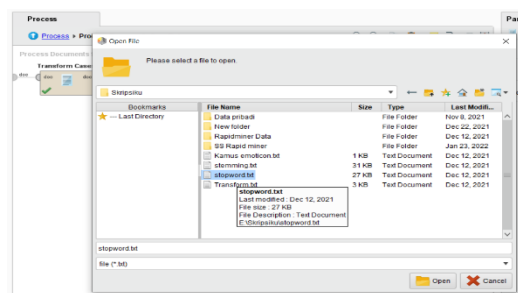 Process
Process
Process Documents
Transform Case
doc
doc
doc
Open File
Please select a file to open.
Skripsiku
Bookmarks
--- Last Directory
File Name Size Type Last Modifi...
Data pribadi File Folder Nov 8, 2021
New folder File Folder Dec 22, 2021
Rapidminer Data File Folder Dec 12, 2021
SS Rapid miner File Folder Jan 23, 2022
Kamus emoticon.txt 1 KB Text Document Dec 12, 2021
stemming.txt 31 KB Text Document Dec 12, 2021
stopword.txt 27 KB Text Document Dec 12, 2021
Transform.txt 3 KB Text Document Dec 12, 2021
stopword.txt
Last modified : Dec 12, 2021
File size : 27 KB
File Description : Text Document
E:\Skripsiku\stopword.txt
stopword.txt
file (*.txt)
Open
Cancel